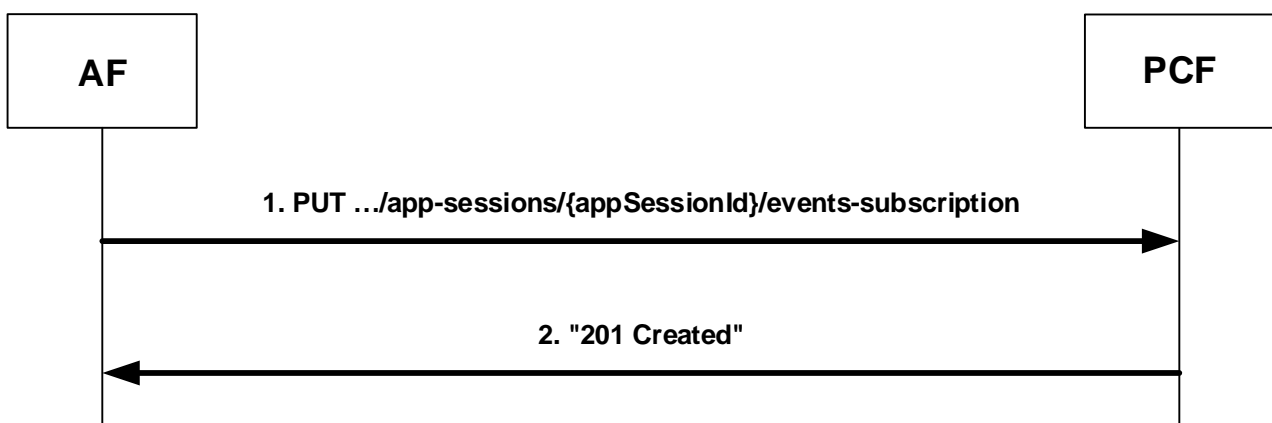 AF
PCF
1. PUT …/app-sessions/{appSessionId}/events-subscription
2. "201 Created"